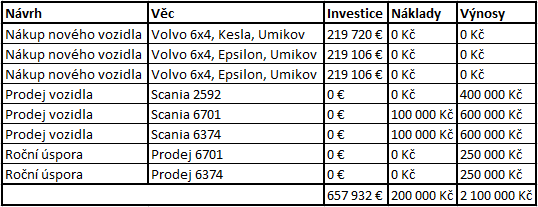 Návrh Věc Investice Náklady Výnosy
Nákup nového vozidla Volvo 6x4, Kesla, Umikov 219 720 € 0 Kč 0 Kč
Nákup nového vozidla Volvo 6x4, Epsilon, Umikov 219 106 € 0 Kč 0 Kč
Nákup nového vozidla Volvo 6x4, Epsilon, Umikov 219 106 € 0 Kč 0 Kč
Prodej vozidla Scania 2592 0 € 0 Kč 400 000 Kč
Prodej vozidla Scania 6701 0 € 100 000 Kč 600 000 Kč
Prodej vozidla Scania 6374 0 € 100 000 Kč 600 000 Kč
Roční úspora Prodej 6701 0 € 0 Kč 250 000 Kč
Roční úspora Prodej 6374 0 € 0 Kč 250 000 Kč
657 932 € 200 000 Kč 2 100 000 Kč